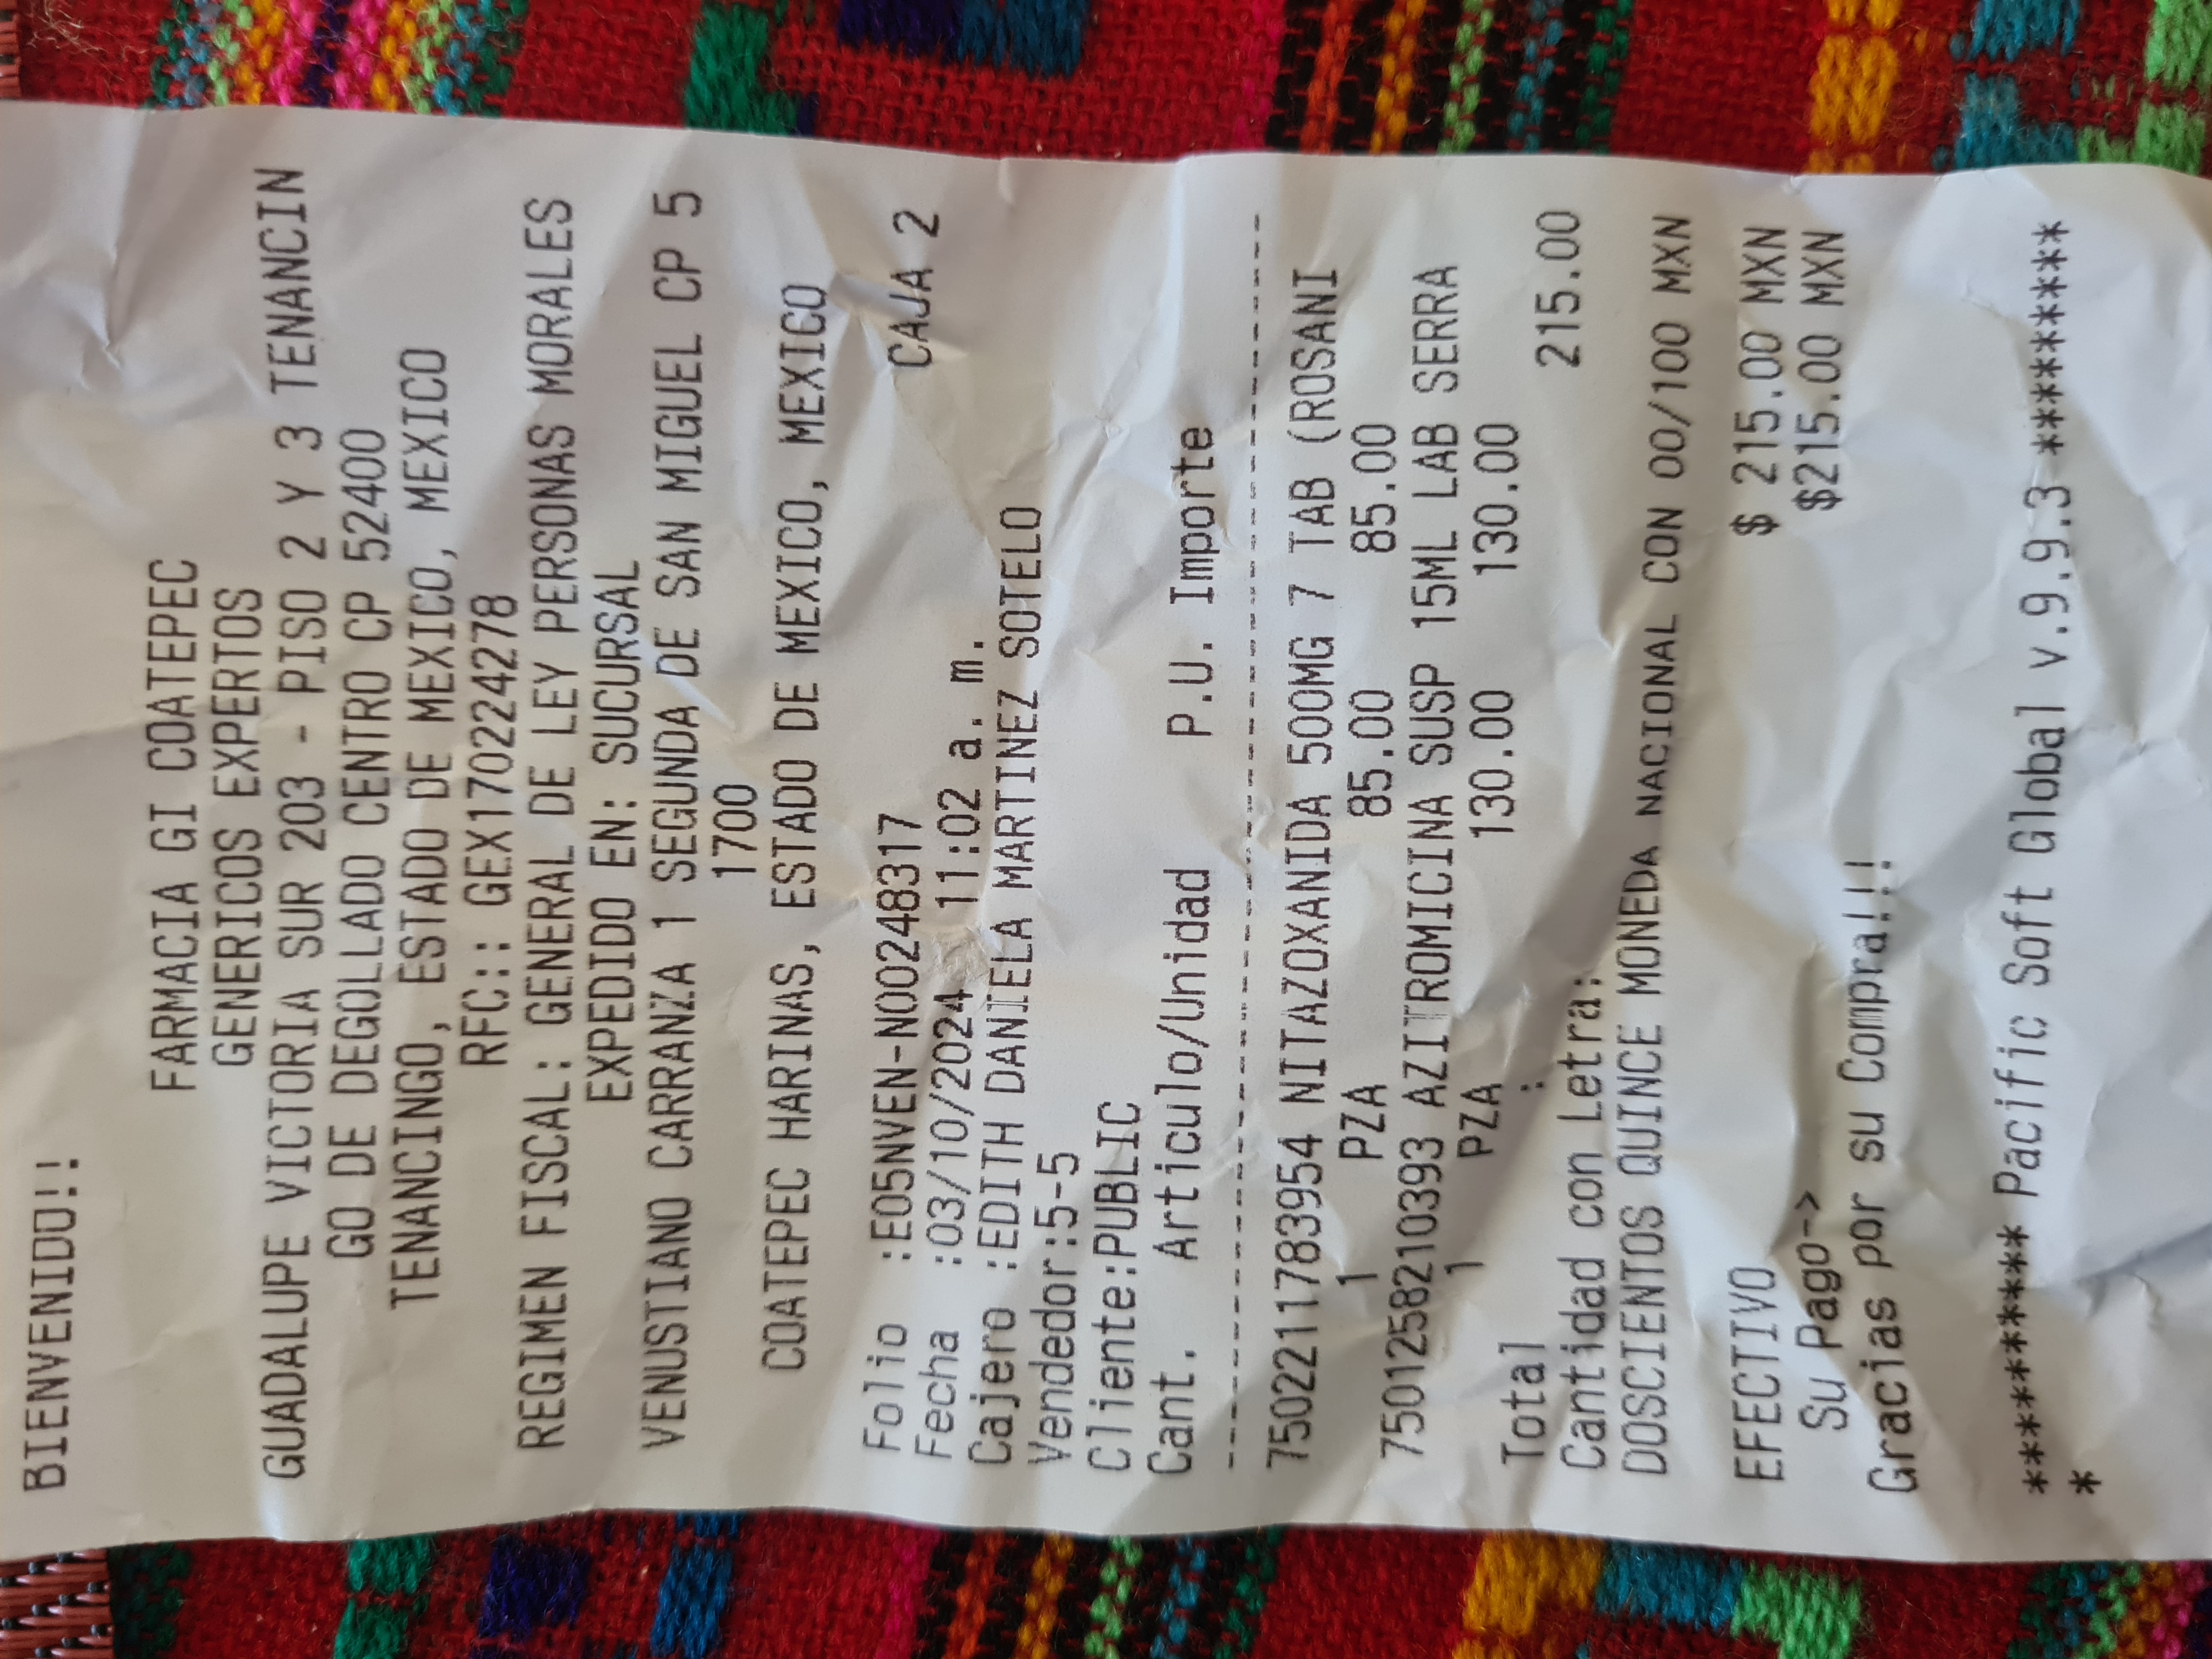 BIENVENIDO!!
FARMACIA GI COATEPEC
GENERICOS EXPERTOS
GUADALUPE VICTORIA SUR 203 - PISO 2 Y 3 TENANCIN
GO DE DEGOLLADO CENTRO CP 52400
TENANCINGO, ESTADO DE MEXICO, MEXICO
RFC:: GEX170224278
REGIMEN FISCAL: GENERAL DE LEY PERSONAS MORALES
EXPEDIDO EN: SUCURSAL
VENUSTIANO CARRANZA 1 SEGUNDA DE SAN MIGUEL CP 5
1700
COATEPEC HARINAS, ESTADO DE MEXICO, MEXICO
Folio :E05NVEN-N00248317 CAJA 2
Fecha :03/10/2024 11:02 a. m.
Cajero :EDITH DANIELA MARTINEZ SOTELO
Vendedor:5-5
Cliente:PUBLIC
Cant. Articulo/Unidad P.U. Importe
------------------------------------------------
7502211783954 NITAZOXANIDA 500MG 7 TAB (ROSANI
1 PZA 85.00 85.00
7501258210393 AZITROMICINA SUSP 15ML LAB SERRA
1 PZA 130.00 130.00
Total : 215.00
Cantidad con Letra:
DOSCIENTOS QUINCE MONEDA NACIONAL CON 00/100 MXN
EFECTIVO $ 215.00 MXN
Su Pago-> $215.00 MXN
Gracias por su Compra!!!
********** Pacific Soft Global v.9.9.3 *********
*